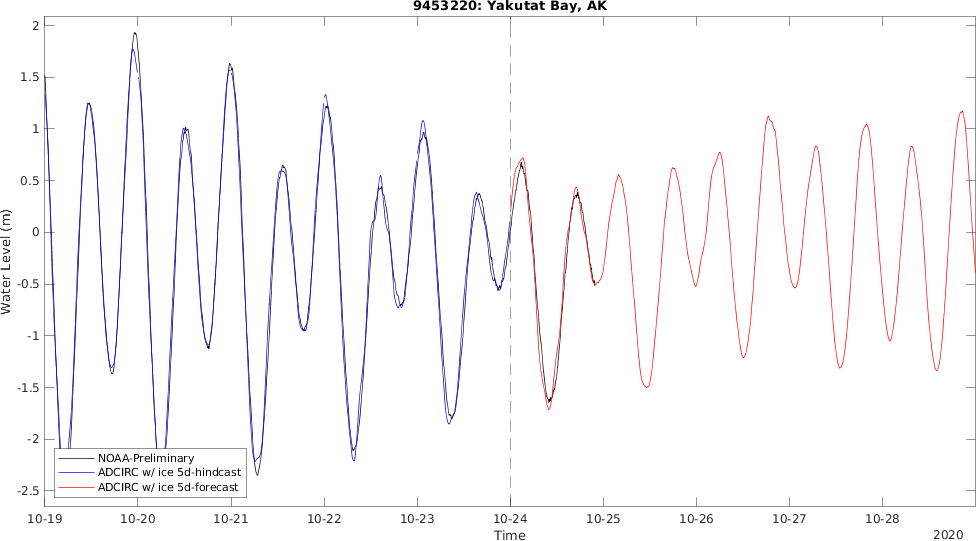 9453220: Yakutat Bay, AK
Water Level (m)
2
1.5
1
0.5
0
-0.5
-1
-1.5
-2
-2.5
NOAA-Preliminary
ADCIRC w/ ice 5d-hindcast
ADCIRC w/ ice 5d-forecast
10-19 10-20 10-21 10-22 10-23 10-24 10-25 10-26 10-27 10-28
Time
2020